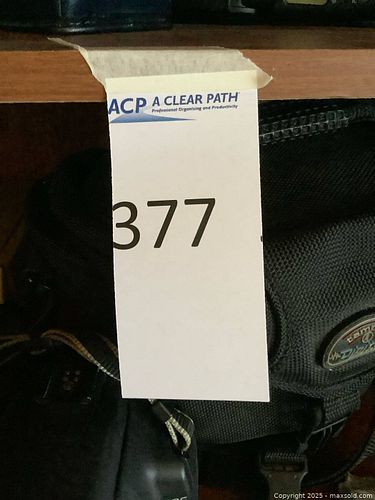 ACP A CLEAR PATH
Professional Organizing and Productivity
377
Copyright 2025 - maxsold.com